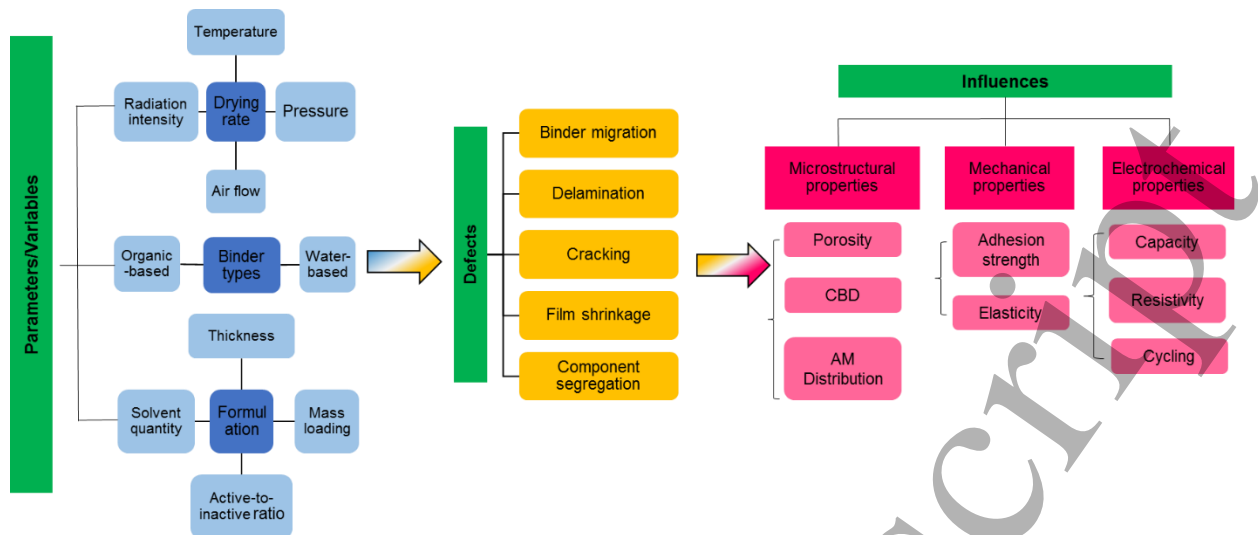 Parameters/Variables
Temperature
Radiation
intensity
Drying
rate
Pressure
Air flow
Organic
-based
Binder
types
Water-
based
Thickness
Solvent
quantity
Formul
ation
Mass
loading
Active-to-
inactive ratio
Defects
Binder migration
Delamination
Cracking
Film shrinkage
Component
segregation
Influences
Microstructural
properties
Mechanical
properties
Electrochemical
properties
Porosity
CBD
AM
Distribution
Adhesion
strength
Elasticity
Capacity
Resistivity
Cycling